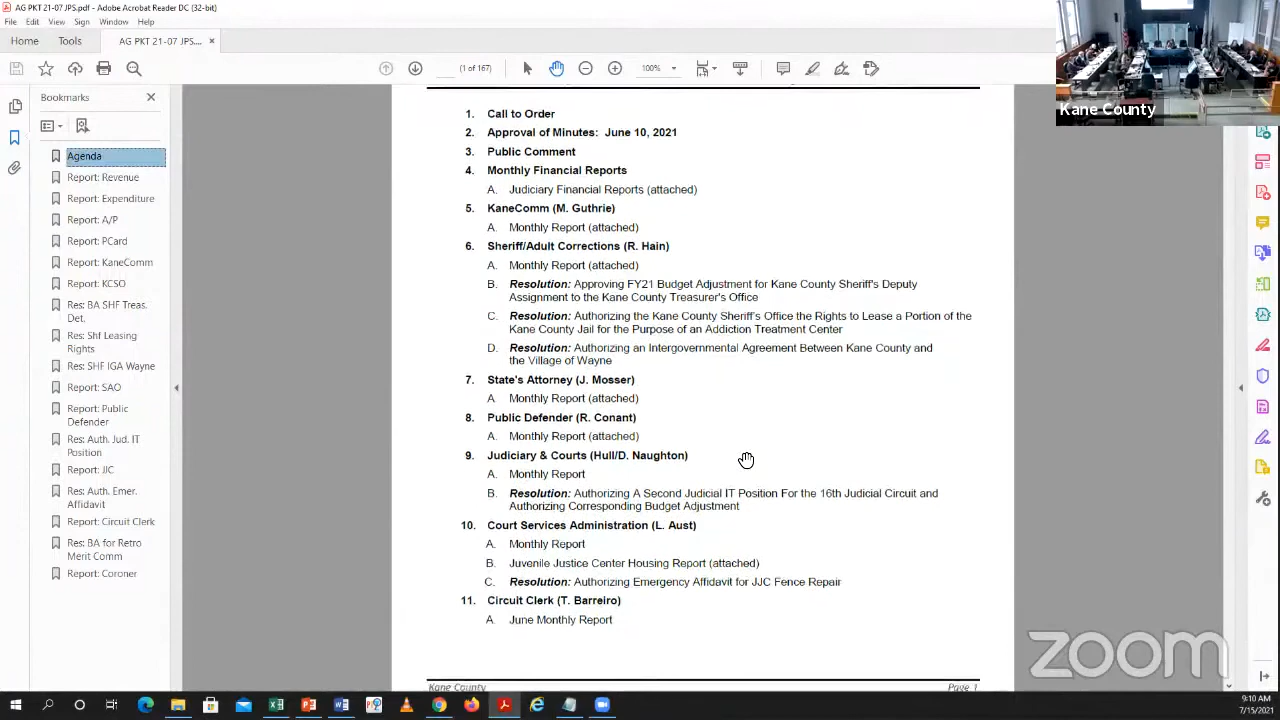 AG PKT 21-07 JPS.pdf - Adobe Acrobat Reader DC (32-bit)
File Edit View Sign Window Help
Home Tools AG PKT 21-07 JPS.... ×
(1 of 167) 100%
Bookmarks
Agenda
Report: Revenue
Report: Expenditure
Report: A/P
Report: PCard
Report: KaneComm
Report: KCSO
Res: BA SHF Treas.
Det.
Res: Shf Leasing
Rights
Res: SHF IGA Wayne
Report: SAO
Report: Public
Defender
Res: Auth. Jud. IT
Position
Report: JJC
Res: Auth. Emer.
Affidavit
Report: Circuit Clerk
Res: BA for Retro
Merit Comm
Report: Coroner
1. Call to Order
2. Approval of Minutes: June 10, 2021
3. Public Comment
4. Monthly Financial Reports
A. Judiciary Financial Reports (attached)
5. KaneComm (M. Guthrie)
A. Monthly Report (attached)
6. Sheriff/Adult Corrections (R. Hain)
A. Monthly Report (attached)
B. Resolution: Approving FY21 Budget Adjustment for Kane County Sheriff's Deputy
Assignment to the Kane County Treasurer's Office
C. Resolution: Authorizing the Kane County Sheriff's Office the Rights to Lease a Portion of the
Kane County Jail for the Purpose of an Addiction Treatment Center
D. Resolution: Authorizing an Intergovernmental Agreement Between Kane County and
the Village of Wayne
7. State's Attorney (J. Mosser)
A. Monthly Report (attached)
8. Public Defender (R. Conant)
A. Monthly Report (attached)
9. Judiciary & Courts (Hull/D. Naughton)
A. Monthly Report
B. Resolution: Authorizing A Second Judicial IT Position For the 16th Judicial Circuit and
Authorizing Corresponding Budget Adjustment
10. Court Services Administration (L. Aust)
A. Monthly Report
B. Juvenile Justice Center Housing Report (attached)
C. Resolution: Authorizing Emergency Affidavit for JJC Fence Repair
11. Circuit Clerk (T. Barreiro)
A. June Monthly Report
Kane County Page 1
Kane County
zoom
9:10 AM
7/15/2021